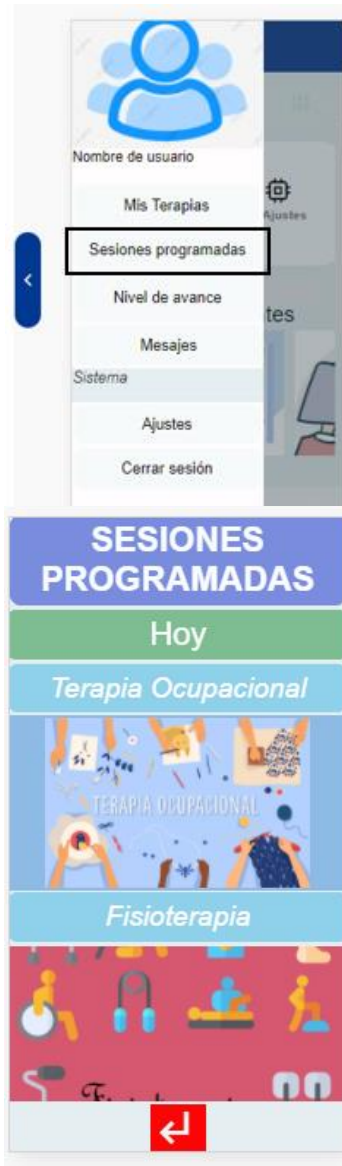 Nombre de usuario
Mis Terapias
Ajustes
Sesiones programadas
Nivel de avance
tes
Mesajes
Sistema
Ajustes
Cerrar sesión
SESIONES
PROGRAMADAS
Hoy
Terapia Ocupacional
TERAPIA OCUPACIONAL
Fisioterapia